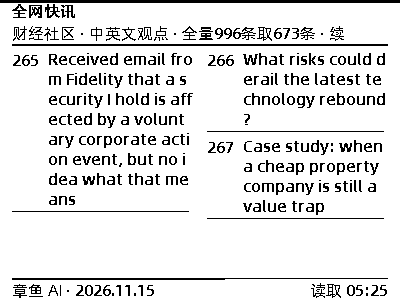 全网快讯
财经社区 · 中英文观点 · 全量996条取673条 · 续
265 Received email fro
m Fidelity that a s
ecurity I hold is aff
ected by a volunt
ary corporate acti
on event, but no i
dea what that me
ans
266 What risks could d
erail the latest te
chnology rebound
?
267 Case study: when
a cheap property
company is still a
value trap
章鱼 AI · 2026.11.15
读取 05:25